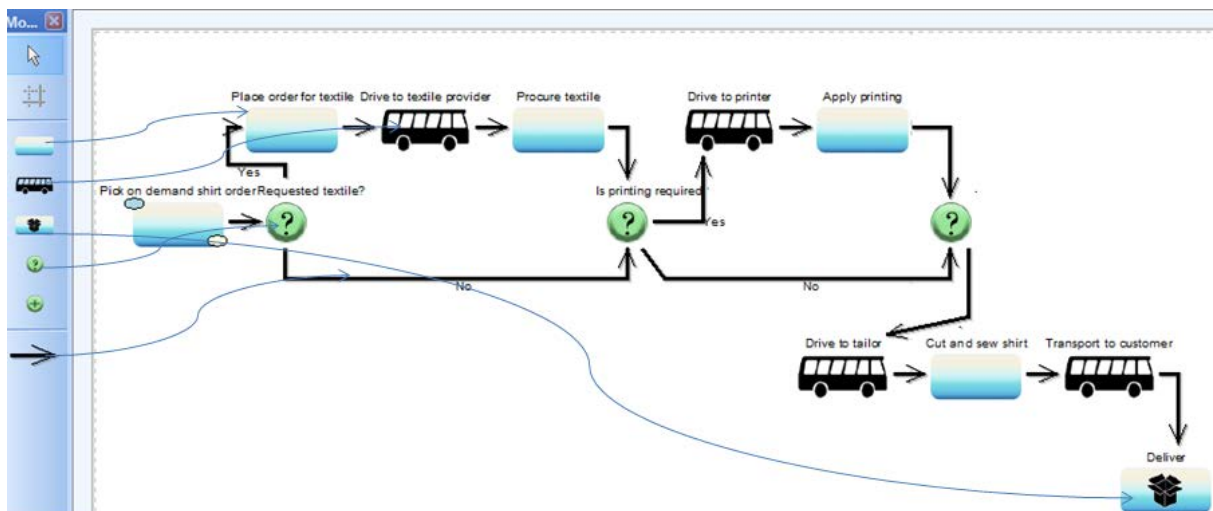 Mo...
Place order for textile
Drive to textile provider
Procure textile
Drive to printer
Apply printing
Yes
Pick on demand shirt order
Requested textile?
Is printing required?
Yes
No
No
Drive to tailor
Cut and sew shirt
Transport to customer
Deliver